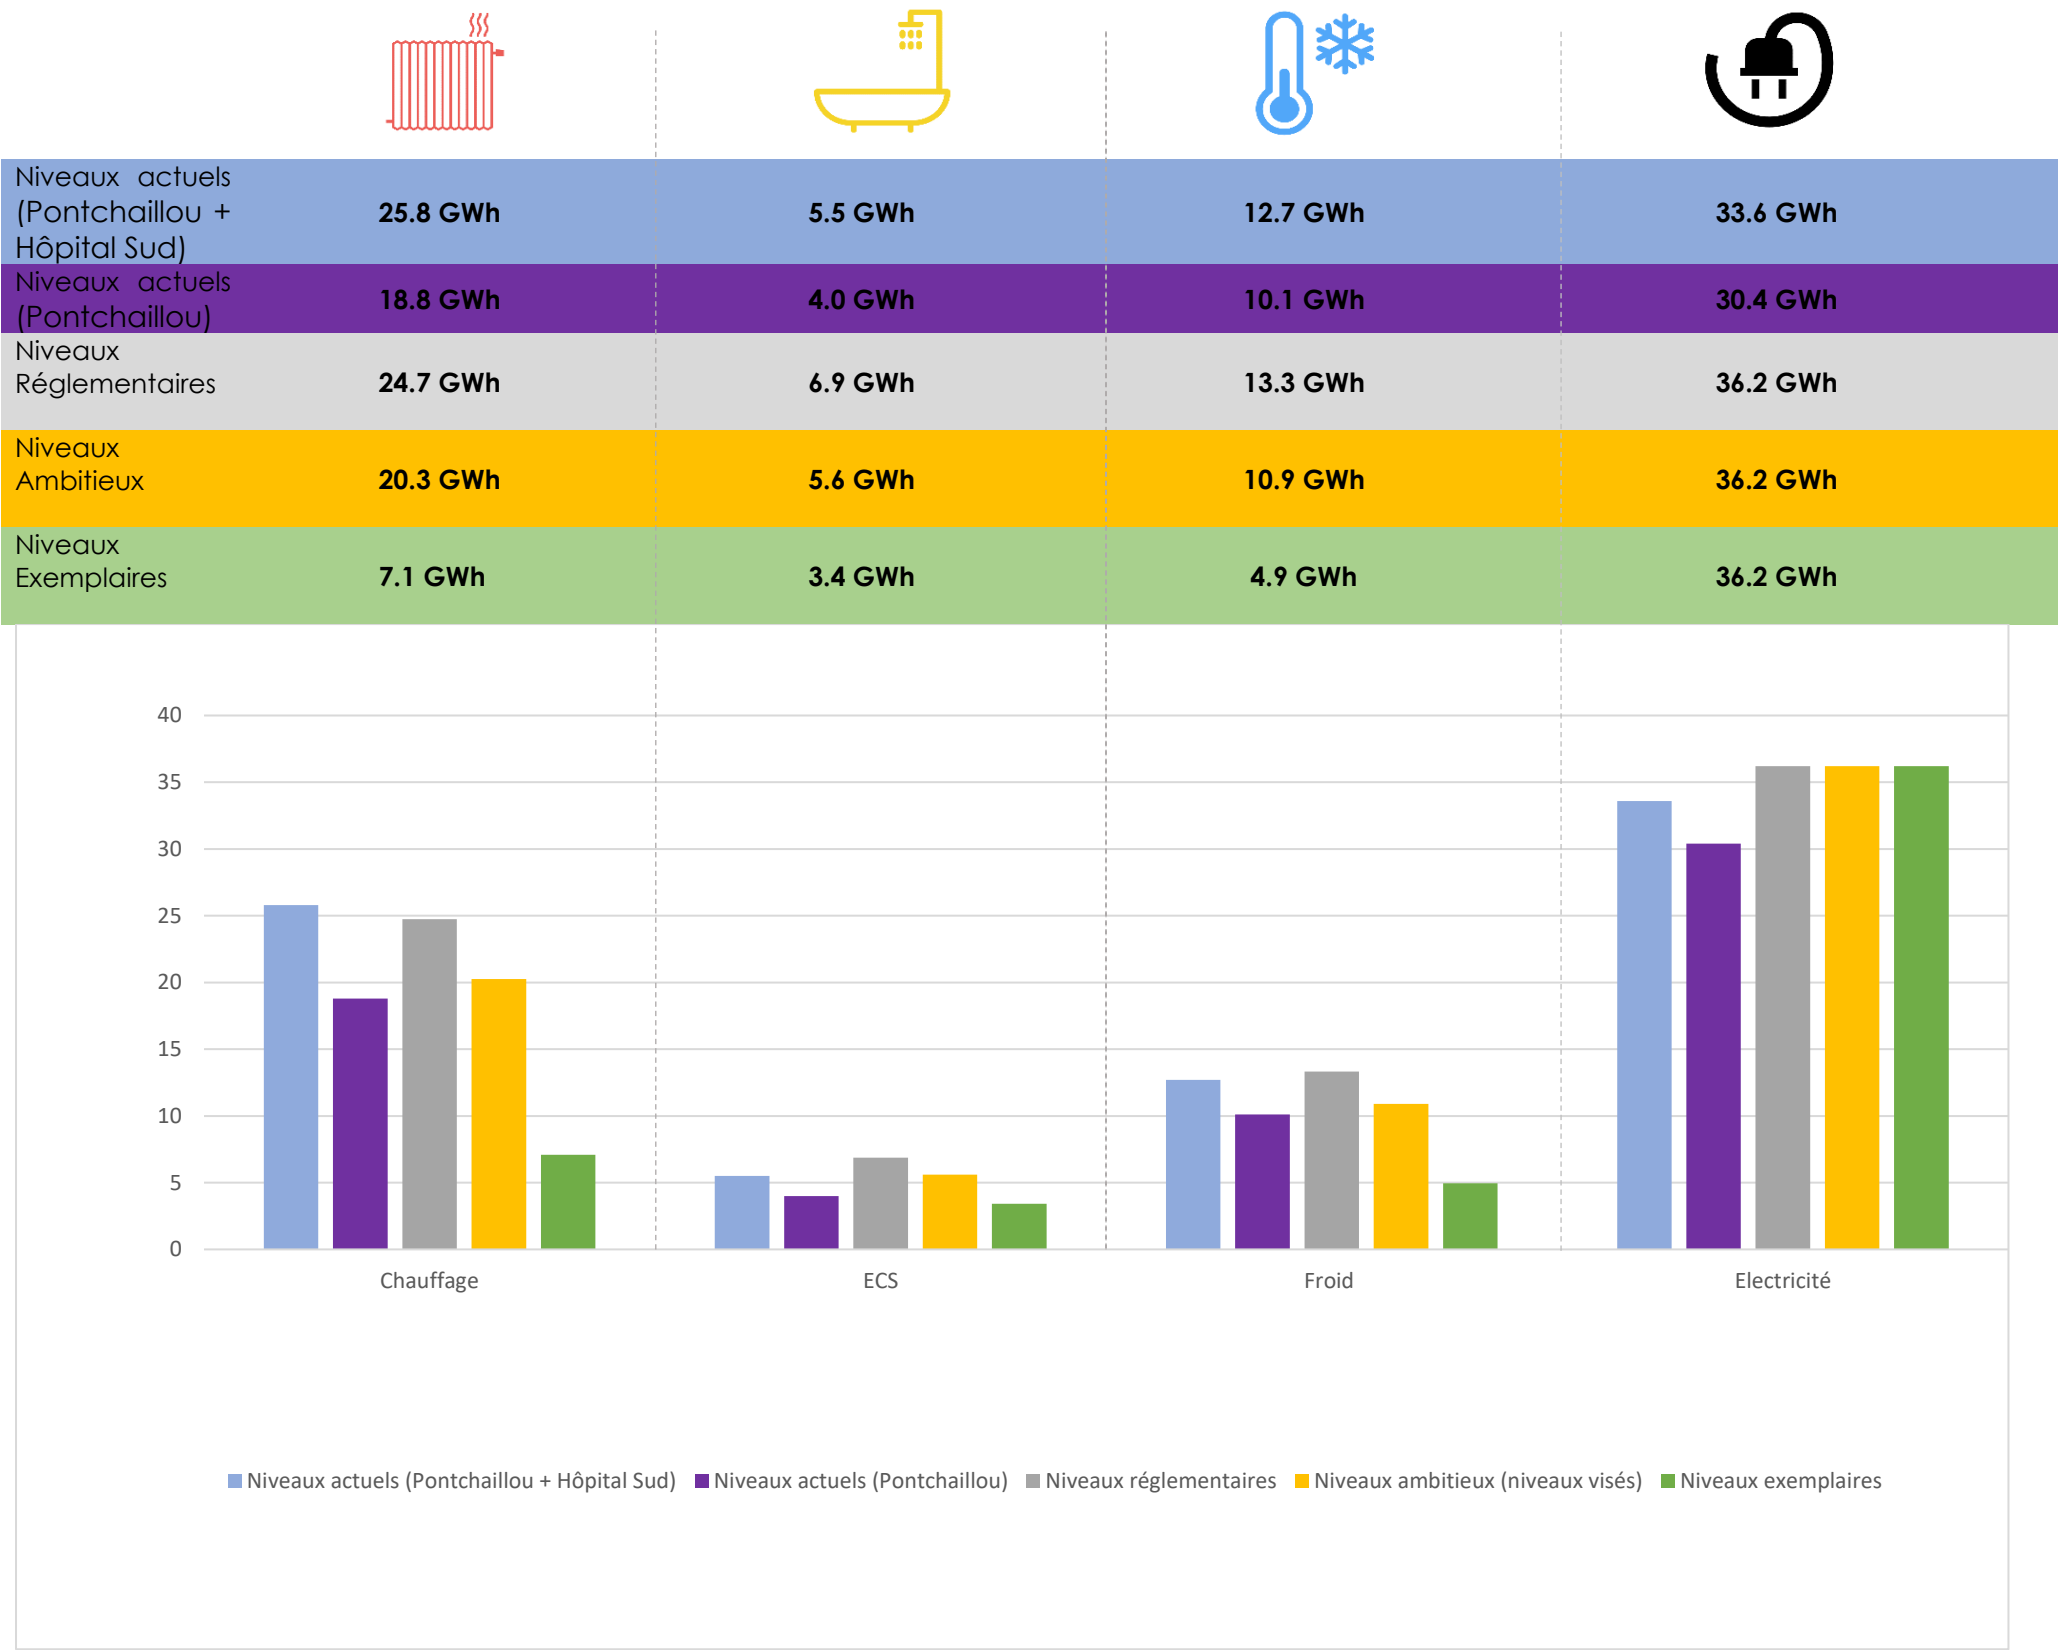 Niveaux actuels
(Pontchaillou +
Hôpital Sud)
25.8 GWh
5.5 GWh
12.7 GWh
33.6 GWh
Niveaux actuels
(Pontchaillou)
18.8 GWh
4.0 GWh
10.1 GWh
30.4 GWh
Niveaux
Réglementaires
24.7 GWh
6.9 GWh
13.3 GWh
36.2 GWh
Niveaux
Ambitieux
20.3 GWh
5.6 GWh
10.9 GWh
36.2 GWh
Niveaux
Exemplaires
7.1 GWh
3.4 GWh
4.9 GWh
36.2 GWh
40
35
30
25
20
15
10
5
0
Chauffage
ECS
Froid
Electricité
Niveaux actuels (Pontchaillou + Hôpital Sud)
Niveaux actuels (Pontchaillou)
Niveaux réglementaires
Niveaux ambitieux (niveaux visés)
Niveaux exemplaires